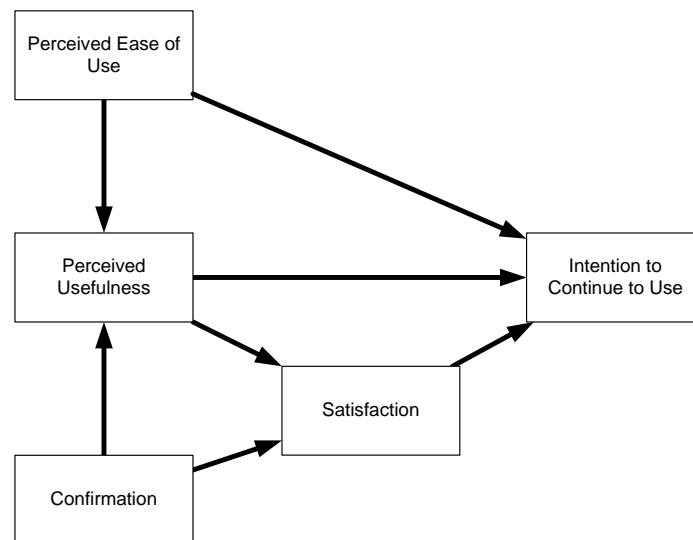 Perceived Ease of
Use
Perceived
Usefulness
Intention to
Continue to Use
Satisfaction
Confirmation